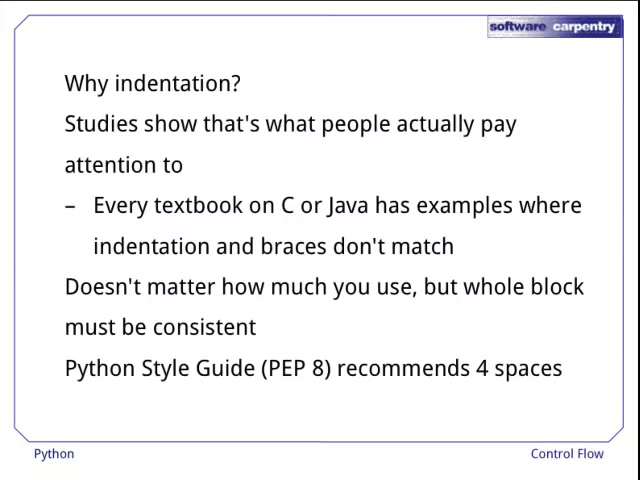 software carpentry
Why indentation?
Studies show that's what people actually pay
attention to
– Every textbook on C or Java has examples where
indentation and braces don't match
Doesn't matter how much you use, but whole block
must be consistent
Python Style Guide (PEP 8) recommends 4 spaces
Python
Control Flow